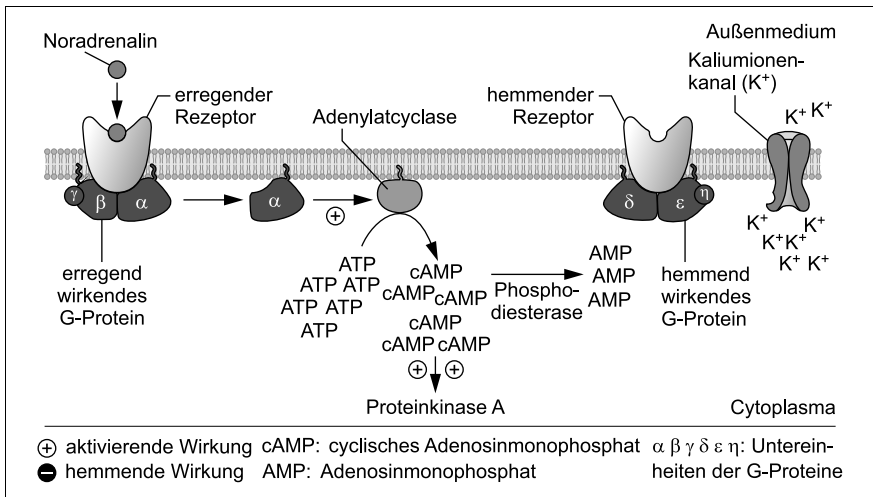 Noradrenalin
erregender
Rezeptor
Adenylatcyclase
hemmender
Rezeptor
Außenmedium
Kaliumionen-
kanal (K⁺)
K⁺ K⁺
K⁺
γ β α
α
δ ε η
⊕
K⁺ K⁺
K⁺ K⁺
K⁺ K⁺
erregend
wirkendes
G-Protein
ATP
ATP ATP
ATP ATP
ATP
cAMP
cAMP cAMP
cAMP
cAMP cAMP
Phospho-
diesterase
AMP
AMP
AMP
hemmend
wirkendes
G-Protein
⊕ ⊕
Proteinkinase A
Cytoplasma
⊕ aktivierende Wirkung cAMP: cyclisches Adenosinmonophosphat α β γ δ ε η: Unterein-
⊖ hemmende Wirkung AMP: Adenosinmonophosphat heiten der G-Proteine